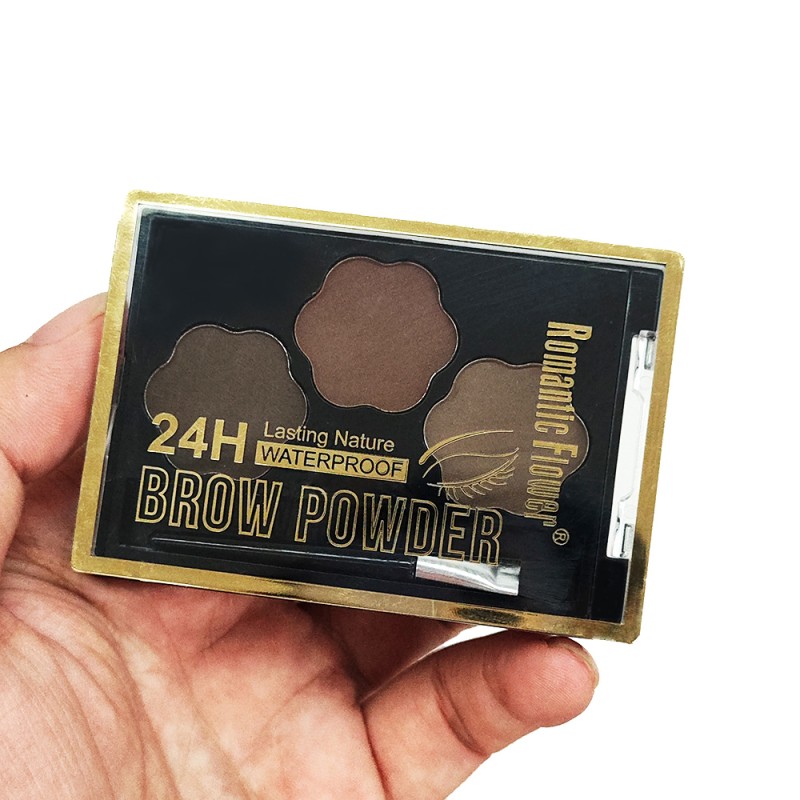 24H
Lasting Nature
WATERPROOF
BROW POWDER
Romantic Flower®